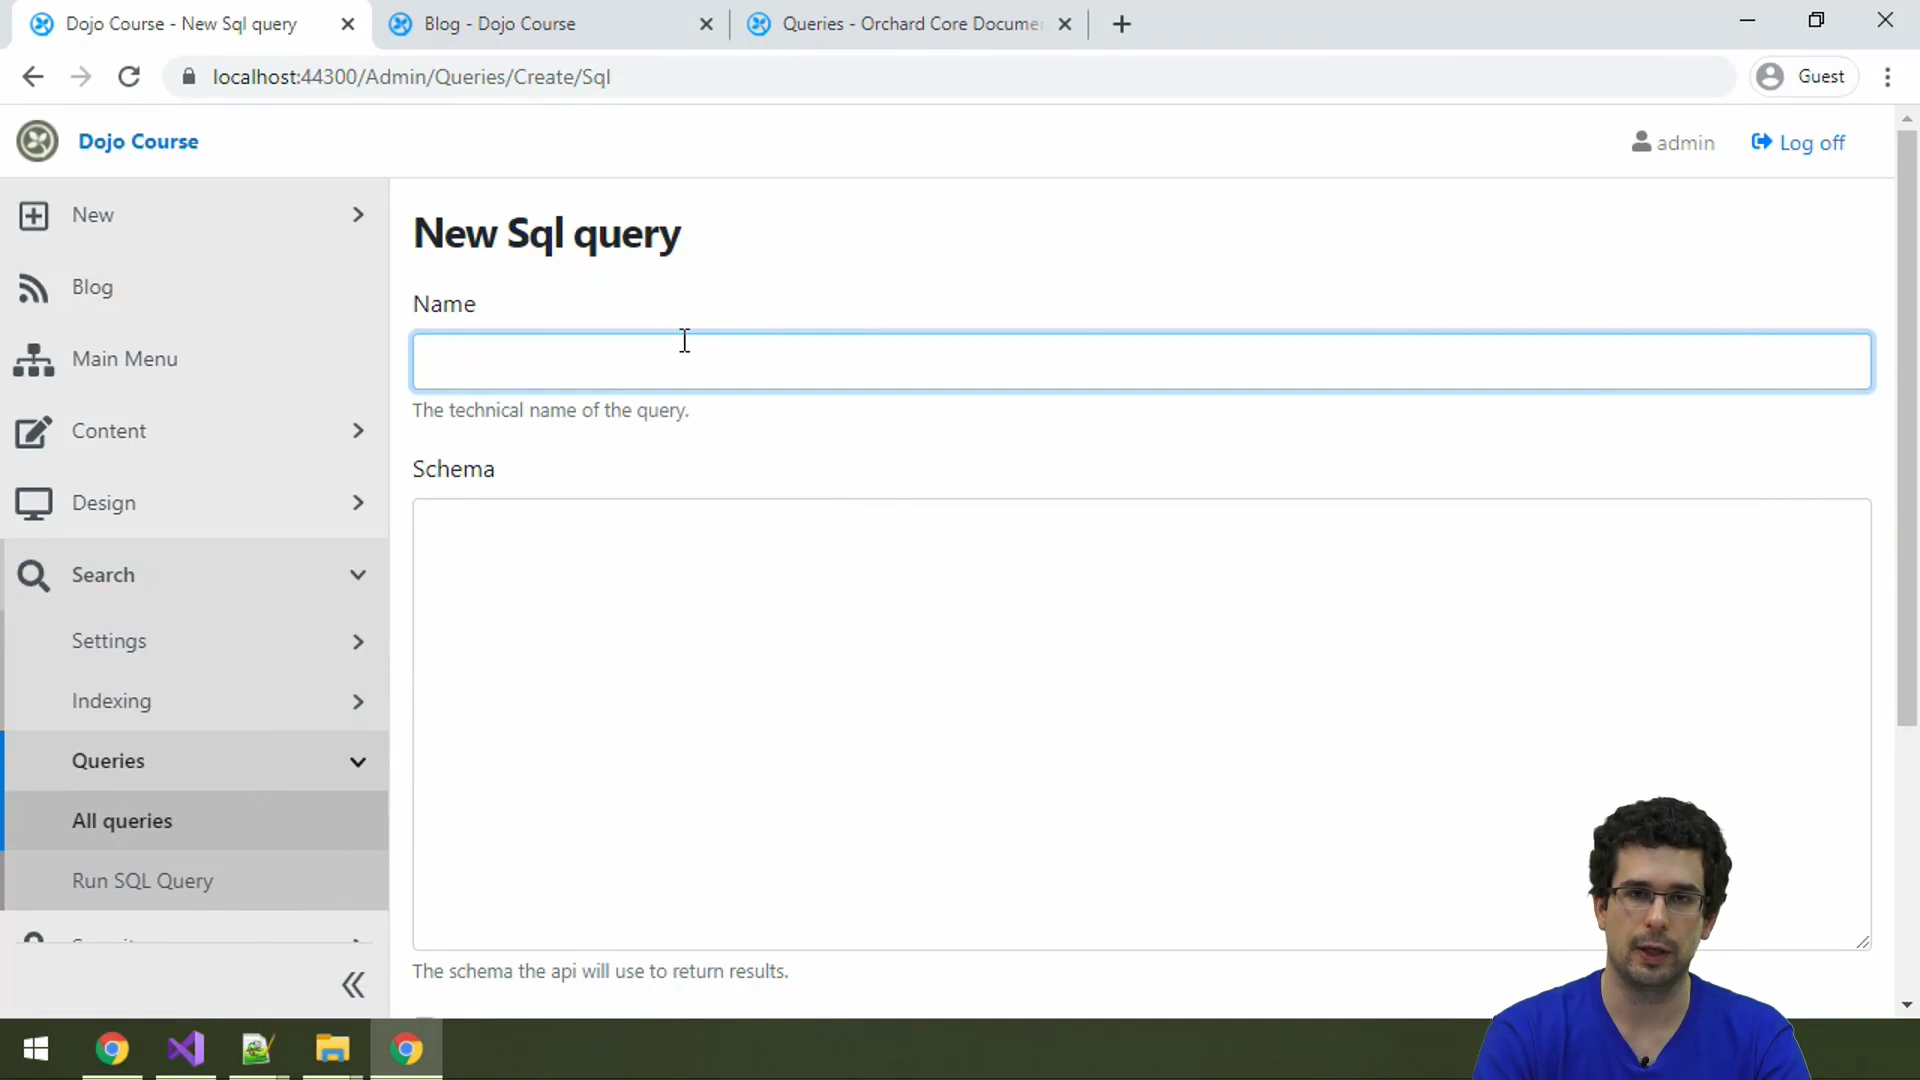 Dojo Course - New Sql query
Blog - Dojo Course
Queries - Orchard Core Docume
localhost:44300/Admin/Queries/Create/Sql
Guest
Dojo Course
admin
Log off
New
Blog
Main Menu
Content
Design
Search
Settings
Indexing
Queries
All queries
Run SQL Query
New Sql query
Name
The technical name of the query.
Schema
The schema the api will use to return results.